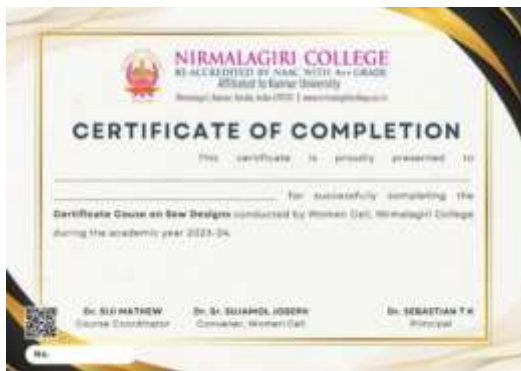 NIRMALAGIRI COLLEGE
RE-ACCREDITED BY NAAC WITH A++ GRADE
Affiliated to Kannur University
CERTIFICATE OF COMPLETION
This certificate is proudly presented to
for successfully completing the
Certificate Couse on Sew Designs conducted by Women Cell, Nirmalagiri College
during the academic year 2023-24.
Dr. SIJI MATHEW
Dr. Sr. SUJAMOL JOSEPH
Dr. SEBASTIAN T K
Course Coordinator
Convener, Women Cell
Principal
No.